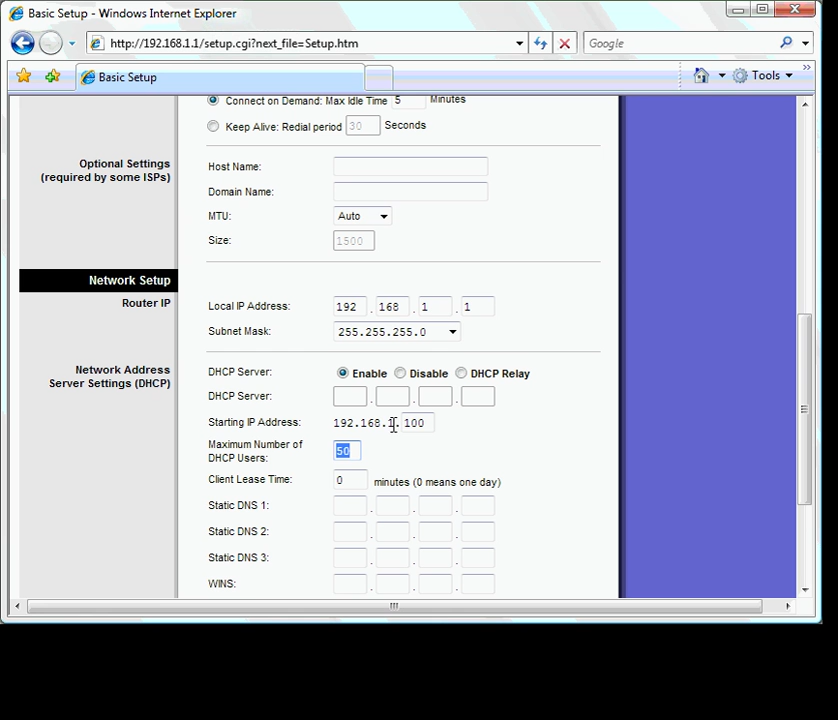 Basic Setup - Windows Internet Explorer
http://192.168.1.1/setup.cgi?next_file=Setup.htm
Google
Basic Setup
Tools
Connect on Demand: Max Idle Time 5 Minutes
Keep Alive: Redial period 30 Seconds
Optional Settings
(required by some ISPs)
Host Name:
Domain Name:
MTU: Auto
Size: 1500
Network Setup
Router IP
Local IP Address: 192 . 168 . 1 . 1
Subnet Mask: 255.255.255.0
Network Address
Server Settings (DHCP)
DHCP Server: Enable Disable DHCP Relay
DHCP Server: . . .
Starting IP Address: 192.168.1. 100
Maximum Number of
DHCP Users: 50
Client Lease Time: 0 minutes (0 means one day)
Static DNS 1: . . .
Static DNS 2: . . .
Static DNS 3: . . .
WINS: . . .